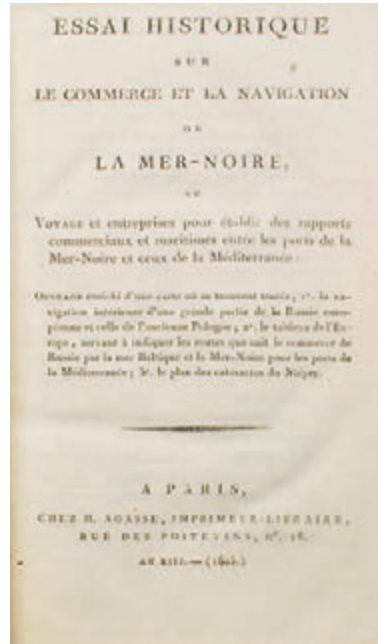 ESSAI HISTORIQUE
SUR
LE COMMERCE ET LA NAVIGATION
DE
LA MER-NOIRE,
OU
VOYAGE et entreprises pour établir des rapports
commerciaux et maritimes entre les ports de la
Mer-Noire et ceux de la Méditerranée:
OUVRAGE enrichi d'une carte où se trouvent tracés, 1°. la na-
vigation intérieure d'une grande partie de la Russie euro-
péenne et celle de l'ancienne Pologne; 2°. le tableau de l'Eu-
rope, servant à indiquer les routes que suit le commerce de
Russie par la mer Baltique et la Mer-Noire pour les ports de
la Méditerranée; 3°. le plan des cataractes du Niéper.
A PARIS,
CHEZ H. AGASSE, IMPRIMEUR-LIBRAIRE,
RUE DES POITEVINS, n°. 18.
AN XIII. — (1805.)